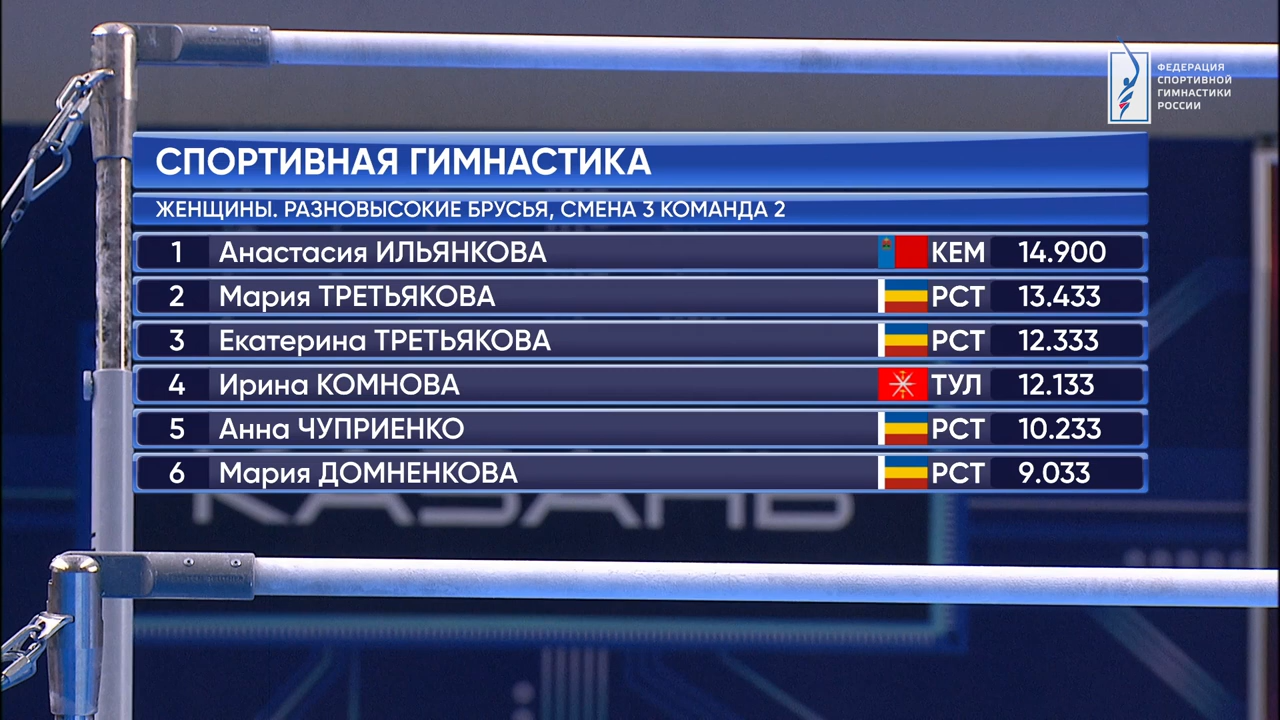 ФЕДЕРАЦИЯ
СПОРТИВНОЙ
ГИМНАСТИКИ
РОССИИ
СПОРТИВНАЯ ГИМНАСТИКА
ЖЕНЩИНЫ. РАЗНОВЫСОКИЕ БРУСЬЯ, СМЕНА 3 КОМАНДА 2
1 Анастасия ИЛЬЯНКОВА КЕМ 14.900
2 Мария ТРЕТЬЯКОВА РСТ 13.433
3 Екатерина ТРЕТЬЯКОВА РСТ 12.333
4 Ирина КОМНОВА ТУЛ 12.133
5 Анна ЧУПРИЕНКО РСТ 10.233
6 Мария ДОМНЕНКОВА РСТ 9.033
КАЗАНЬ